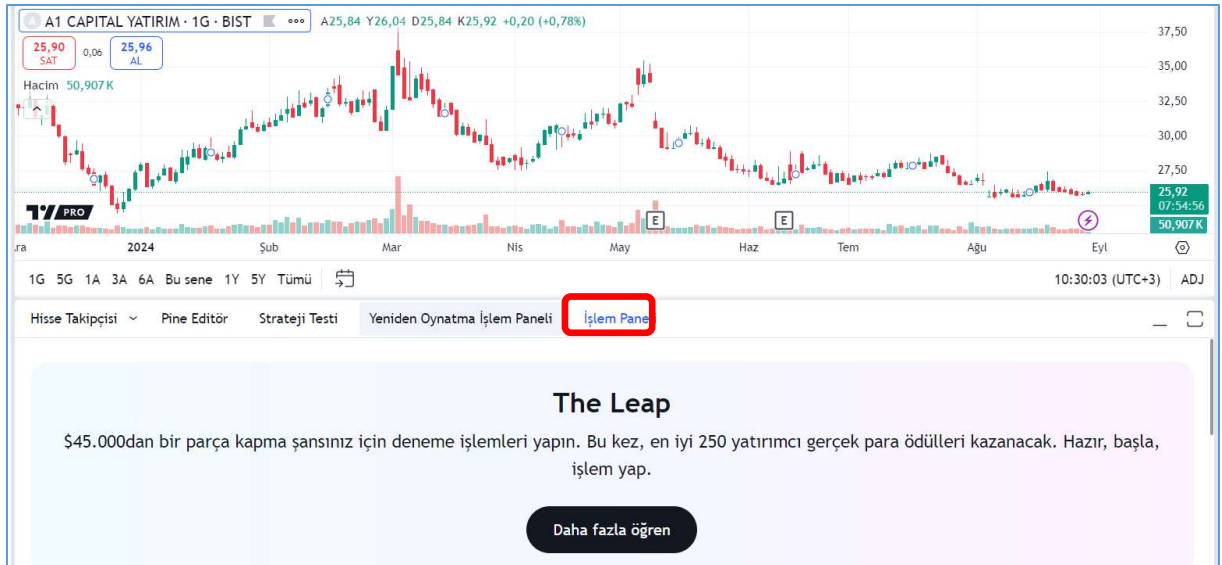 A A1 CAPITAL YATIRIM · 1G · BIST A25,84 Y26,04 D25,84 K25,92 +0,20 (+0,78%)
25,90 SAT 0,06 25,96 AL
Hacim 50,907K
37,50
35,00
32,50
30,00
27,50
25,92
07:54:56
50,907K
PRO
E E
ra 2024 Şub Mar Nis May Haz Tem Ağu Eyl
1G 5G 1A 3A 6A Bu sene 1Y 5Y Tümü 10:30:03 (UTC+3) ADJ
Hisse Takipçisi Pine Editör Strateji Testi Yeniden Oynatma İşlem Paneli İşlem Pane
The Leap
$45.000dan bir parça kapma şansınız için deneme işlemleri yapın. Bu kez, en iyi 250 yatırımcı gerçek para ödülleri kazanacak. Hazır, başla,
işlem yap.
Daha fazla öğren